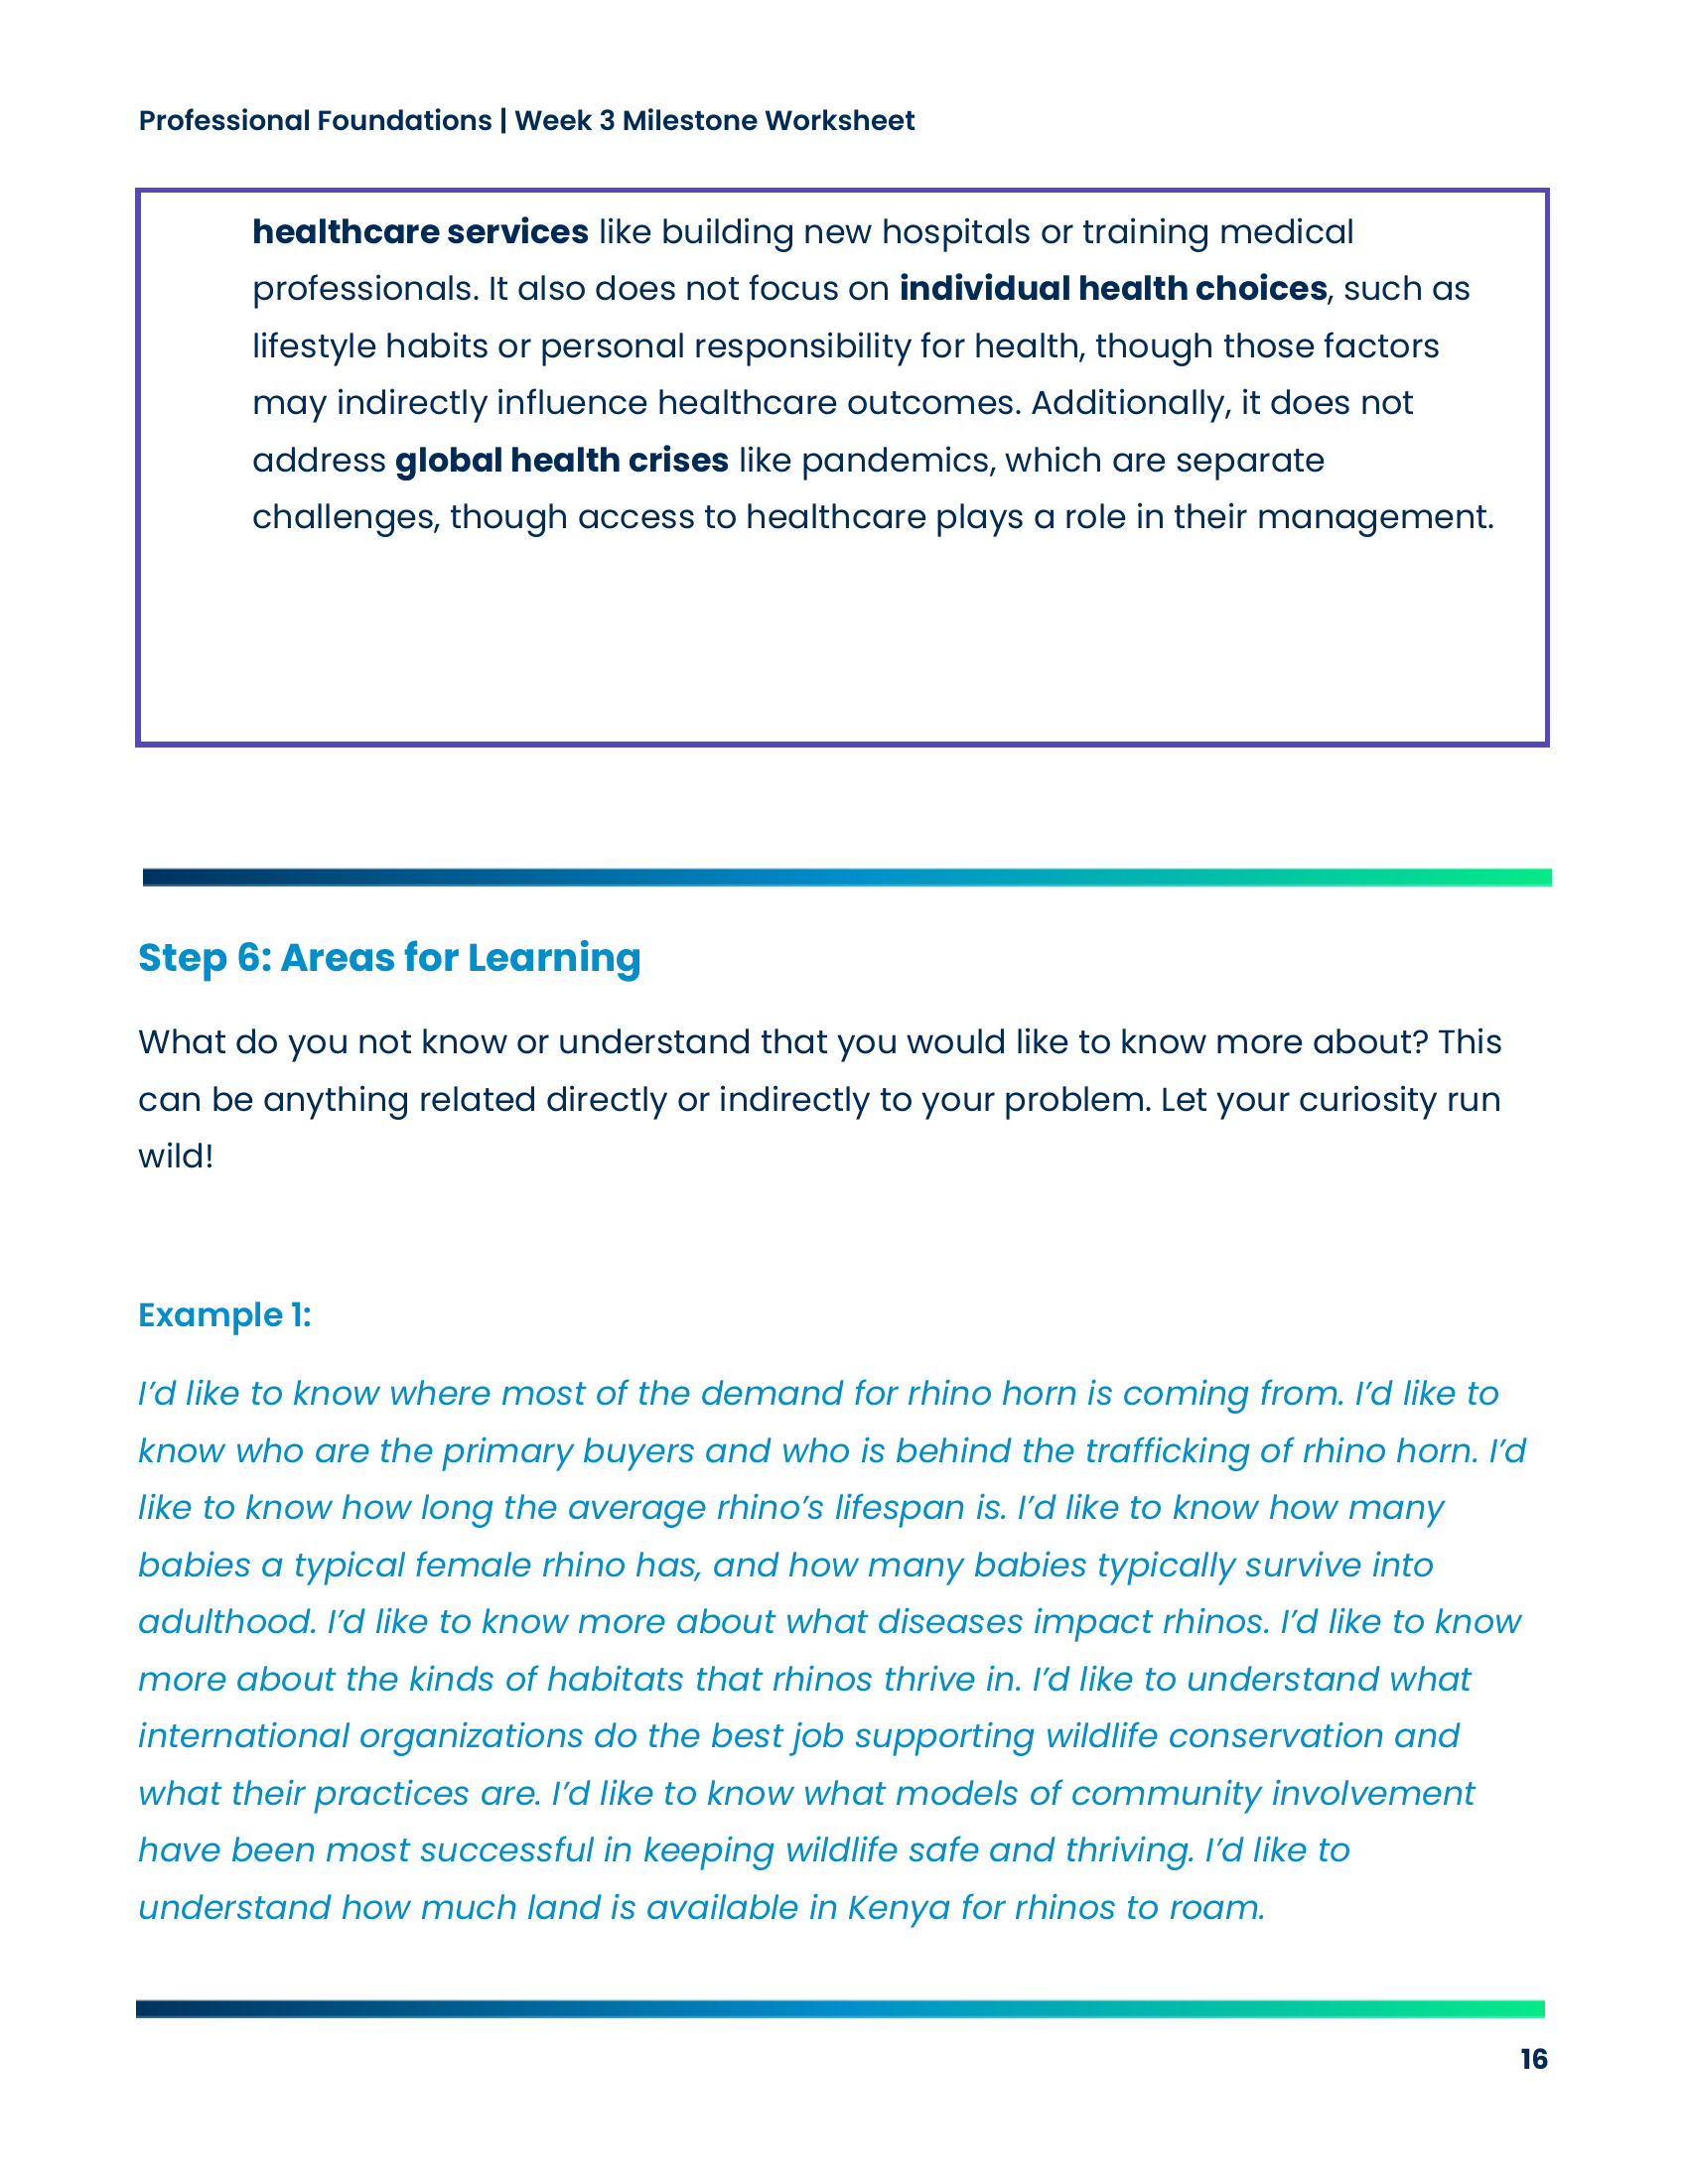 Professional Foundations | Week 3 Milestone Worksheet
healthcare services like building new hospitals or training medical
professionals. It also does not focus on individual health choices, such as
lifestyle habits or personal responsibility for health, though those factors
may indirectly influence healthcare outcomes. Additionally, it does not
address global health crises like pandemics, which are separate
challenges, though access to healthcare plays a role in their management.
Step 6: Areas for Learning
What do you not know or understand that you would like to know more about? This
can be anything related directly or indirectly to your problem. Let your curiosity run
wild!
Example 1:
I’d like to know where most of the demand for rhino horn is coming from. I’d like to
know who are the primary buyers and who is behind the trafficking of rhino horn. I’d
like to know how long the average rhino’s lifespan is. I’d like to know how many
babies a typical female rhino has, and how many babies typically survive into
adulthood. I’d like to know more about what diseases impact rhinos. I’d like to know
more about the kinds of habitats that rhinos thrive in. I’d like to understand what
international organizations do the best job supporting wildlife conservation and
what their practices are. I’d like to know what models of community involvement
have been most successful in keeping wildlife safe and thriving. I’d like to
understand how much land is available in Kenya for rhinos to roam.
16